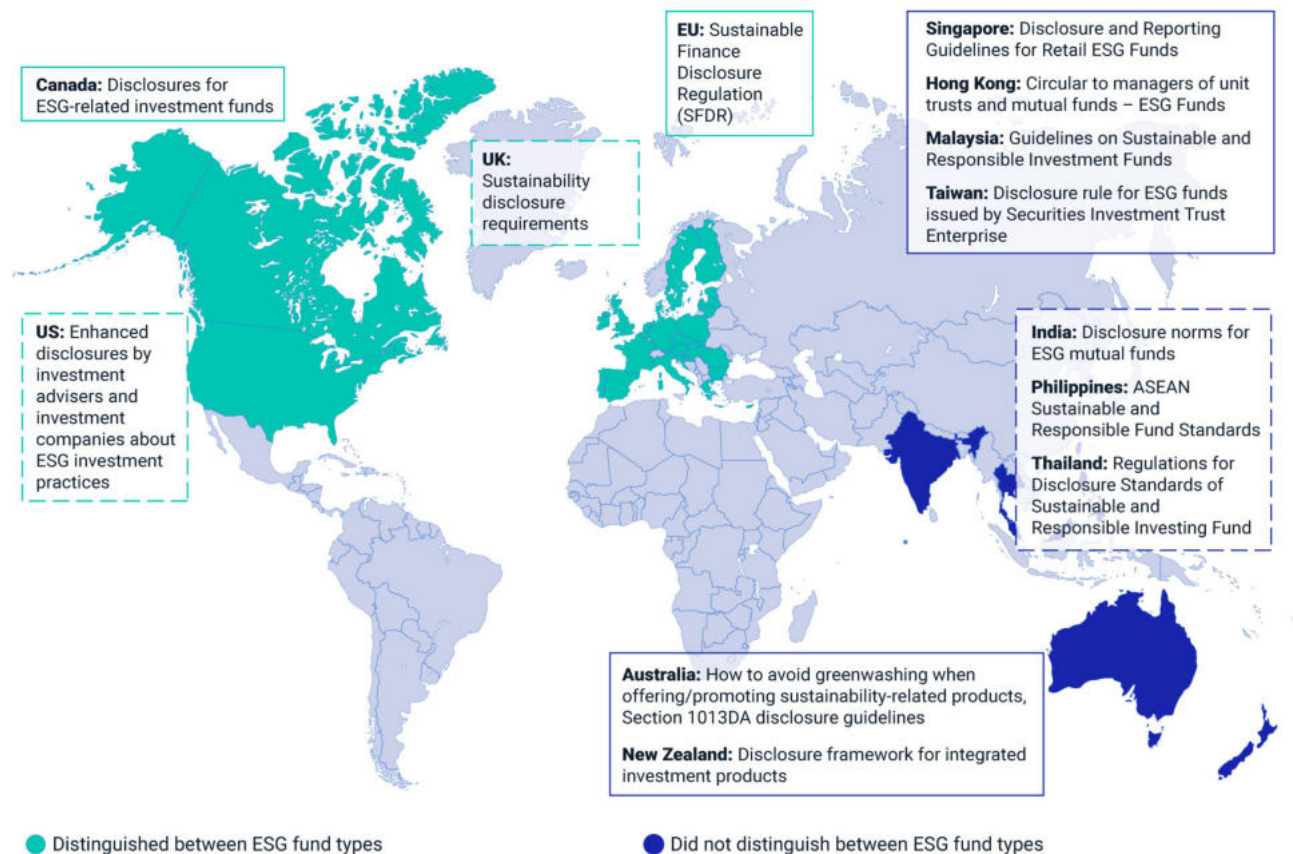 Canada: Disclosures for
ESG-related investment funds
EU: Sustainable
Finance
Disclosure
Regulation
(SFDR)
Singapore: Disclosure and Reporting
Guidelines for Retail ESG Funds
Hong Kong: Circular to managers of unit
trusts and mutual funds – ESG Funds
Malaysia: Guidelines on Sustainable and
Responsible Investment Funds
Taiwan: Disclosure rule for ESG funds
issued by Securities Investment Trust
Enterprise
UK:
Sustainability
disclosure
requirements
US: Enhanced
disclosures by
investment
advisers and
investment
companies about
ESG investment
practices
India: Disclosure norms for
ESG mutual funds
Philippines: ASEAN
Sustainable and
Responsible Fund Standards
Thailand: Regulations for
Disclosure Standards of
Sustainable and
Responsible Investing Fund
Australia: How to avoid greenwashing when
offering/promoting sustainability-related products,
Section 1013DA disclosure guidelines
New Zealand: Disclosure framework for integrated
investment products
Distinguished between ESG fund types
Did not distinguish between ESG fund types